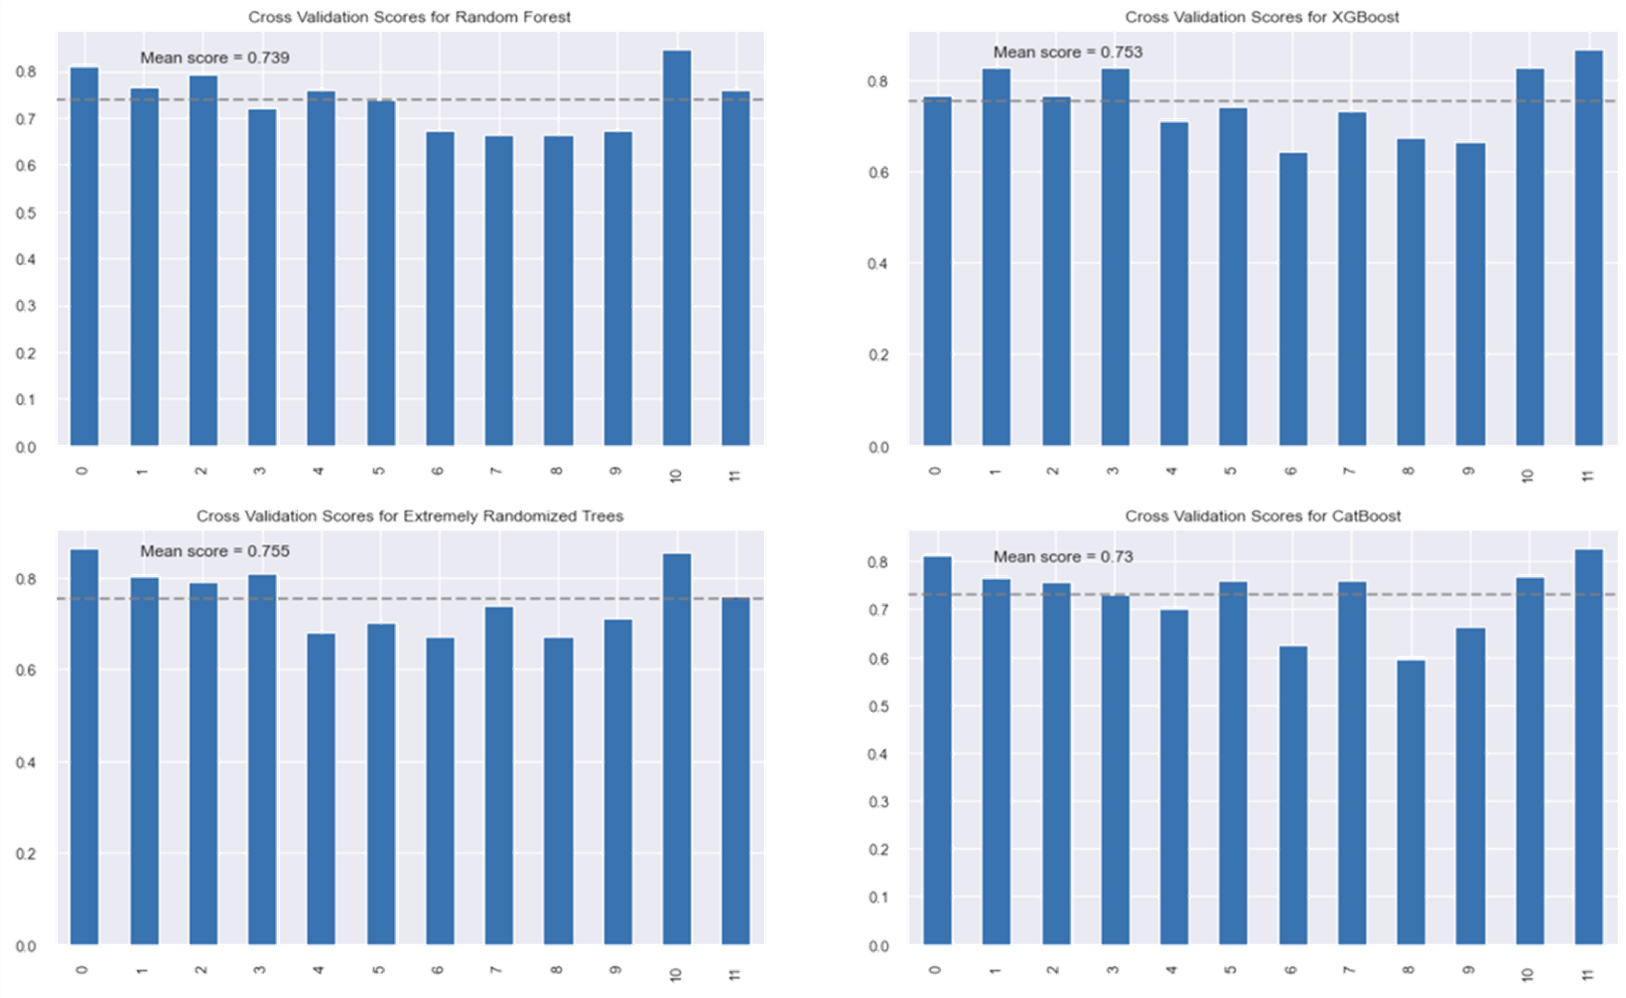 Cross Validation Scores for Random Forest
Mean score = 0.739
0.8
0.7
0.6
0.5
0.4
0.3
0.2
0.1
0.0
0 1 2 3 4 5 6 7 8 9 10 11
Cross Validation Scores for XGBoost
Mean score = 0.753
0.8
0.6
0.4
0.2
0.0
0 1 2 3 4 5 6 7 8 9 10 11
Cross Validation Scores for Extremely Randomized Trees
Mean score = 0.755
0.8
0.6
0.4
0.2
0.0
0 1 2 3 4 5 6 7 8 9 10 11
Cross Validation Scores for CatBoost
Mean score = 0.73
0.8
0.7
0.6
0.5
0.4
0.3
0.2
0.1
0.0
0 1 2 3 4 5 6 7 8 9 10 11